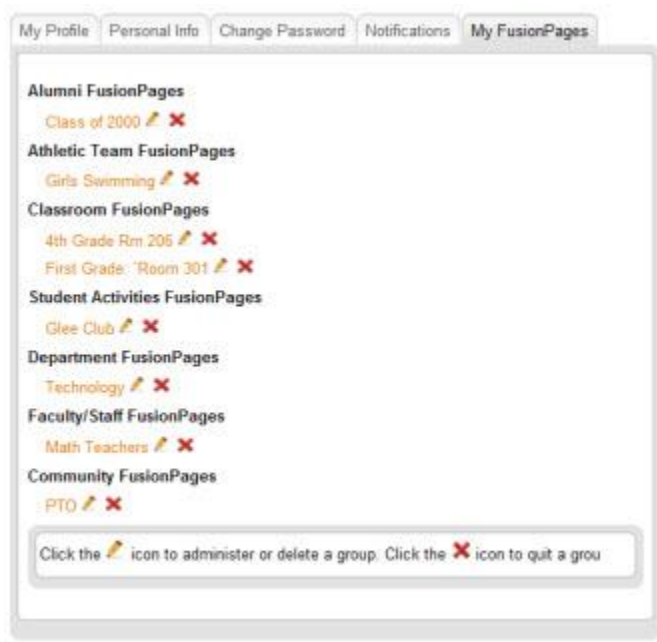 My Profile Personal Info Change Password Notifications My FusionPages
Alumni FusionPages
Class of 2000
Athletic Team FusionPages
Girls Swimming
Classroom FusionPages
4th Grade Rm 206
First Grade: `Room 301
Student Activities FusionPages
Glee Club
Department FusionPages
Technology
Faculty/Staff FusionPages
Math Teachers
Community FusionPages
PTO
Click the icon to administer or delete a group. Click the icon to quit a grou